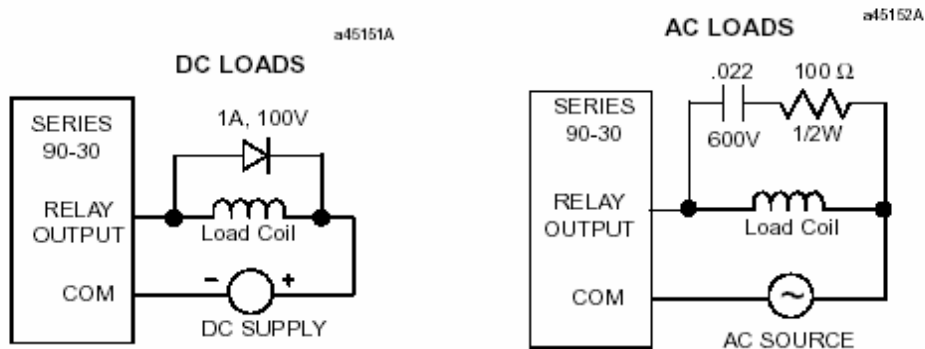 a45151A
DC LOADS
1A, 100V
SERIES
90-30
RELAY
OUTPUT
Load Coil
COM
- +
DC SUPPLY
a45152A
AC LOADS
.022
100 Ω
600V
1/2W
SERIES
90-30
RELAY
OUTPUT
Load Coil
COM
~
AC SOURCE